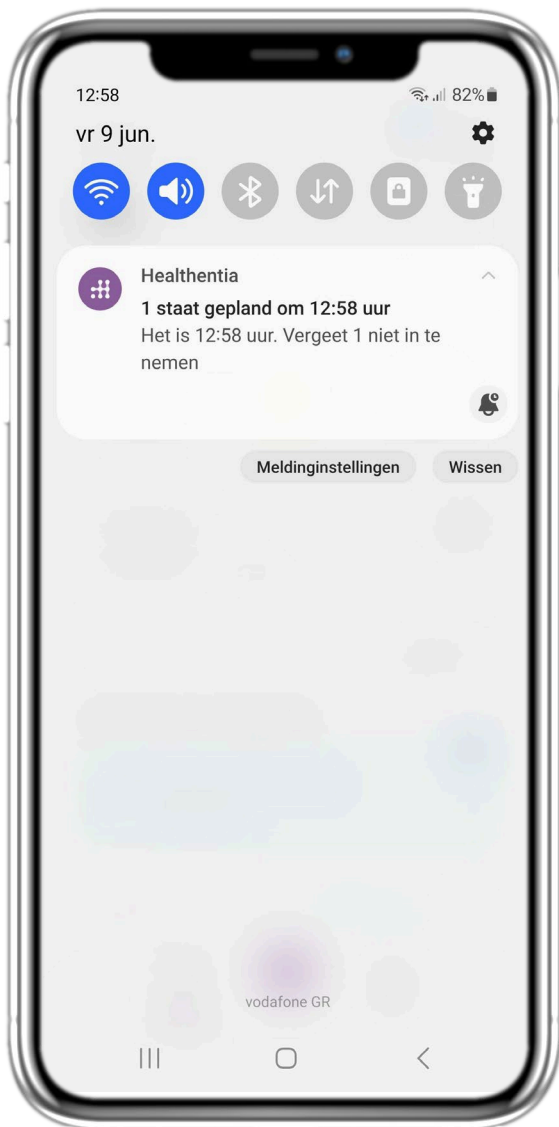 12:58
82%
vr 9 jun.
Healthentia
1 staat gepland om 12:58 uur
Het is 12:58 uur. Vergeet 1 niet in te
nemen
Meldinginstellingen
Wissen
vodafone GR